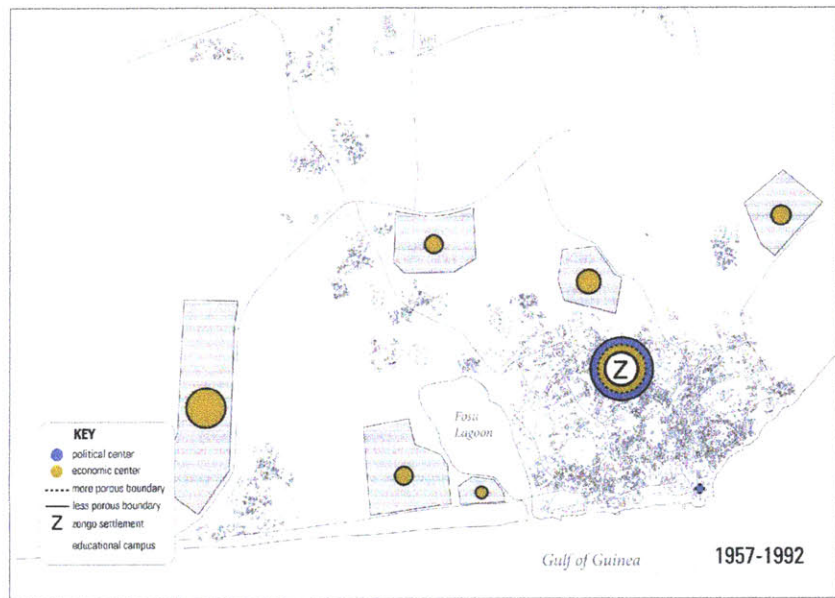 Z
Fosu
Lagoon
KEY
political center
economic center
more porous boundary
less porous boundary
Z zongo settlement
educational campus
Gulf of Guinea
1957-1992